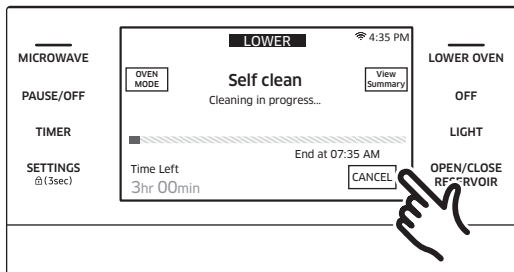 MICROWAVE
PAUSE/OFF
TIMER
SETTINGS
(3sec)
LOWER
4:35 PM
OVEN
MODE
Self clean
View
Summary
Cleaning in progress...
End at 07:35 AM
Time Left
3hr 00min
CANCEL
LOWER OVEN
OFF
LIGHT
OPEN/CLOSE
RESERVOIR